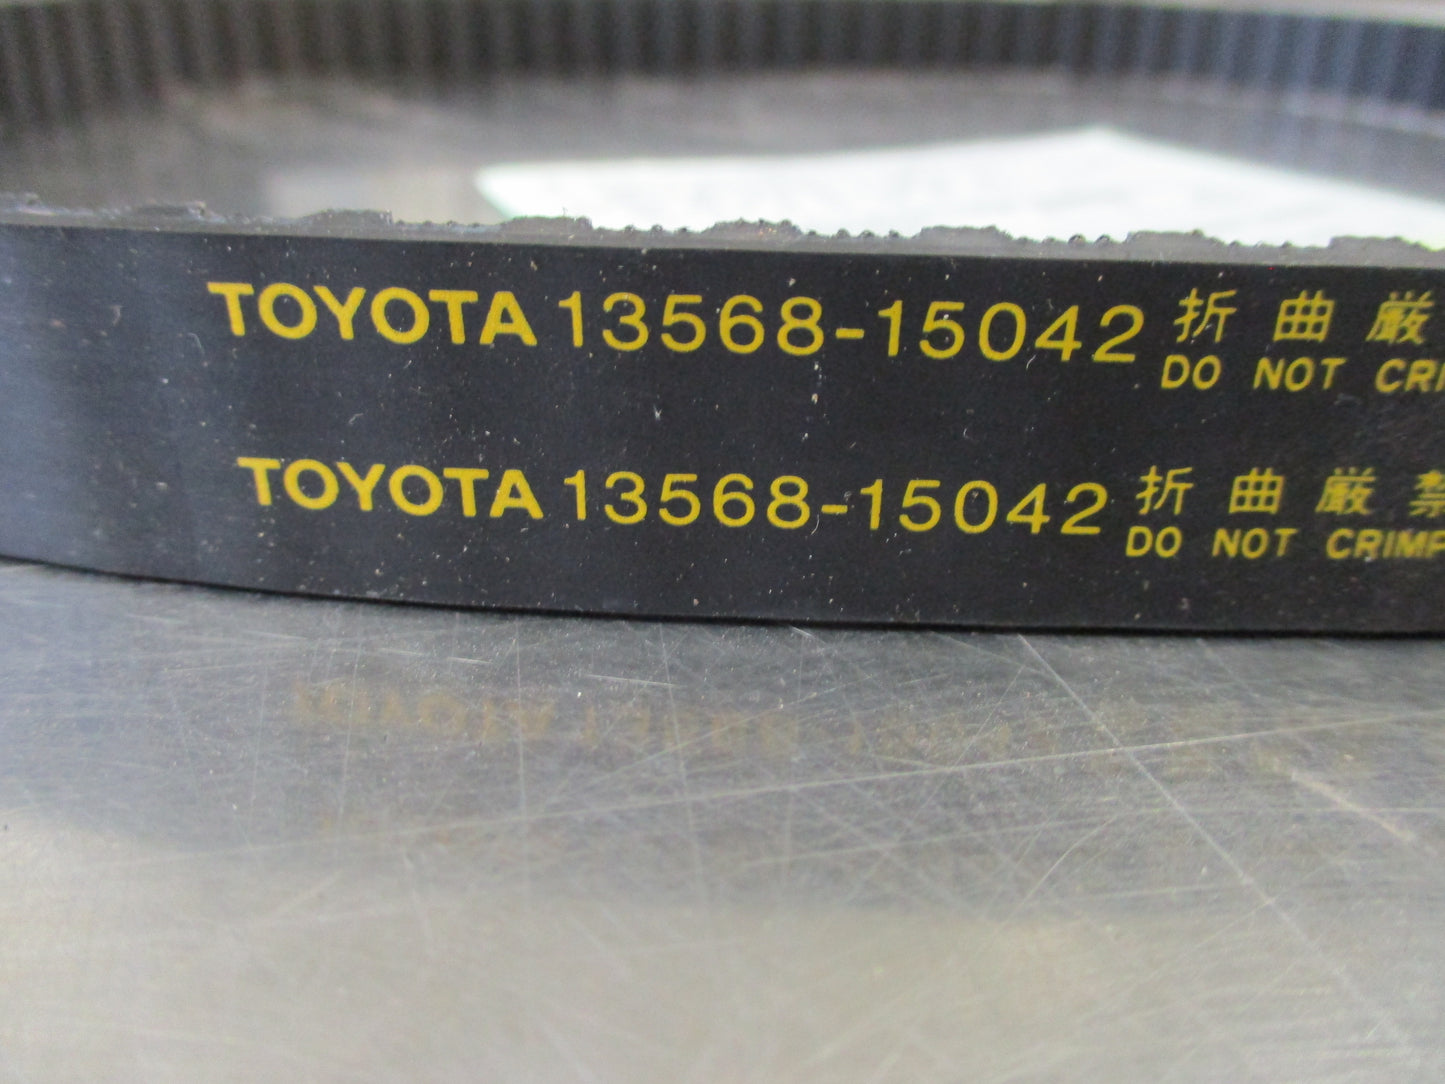 TOYOTA 13568-15042 折曲厳
DO NOT CRI
TOYOTA 13568-15042 折曲厳禁
DO NOT CRIMP